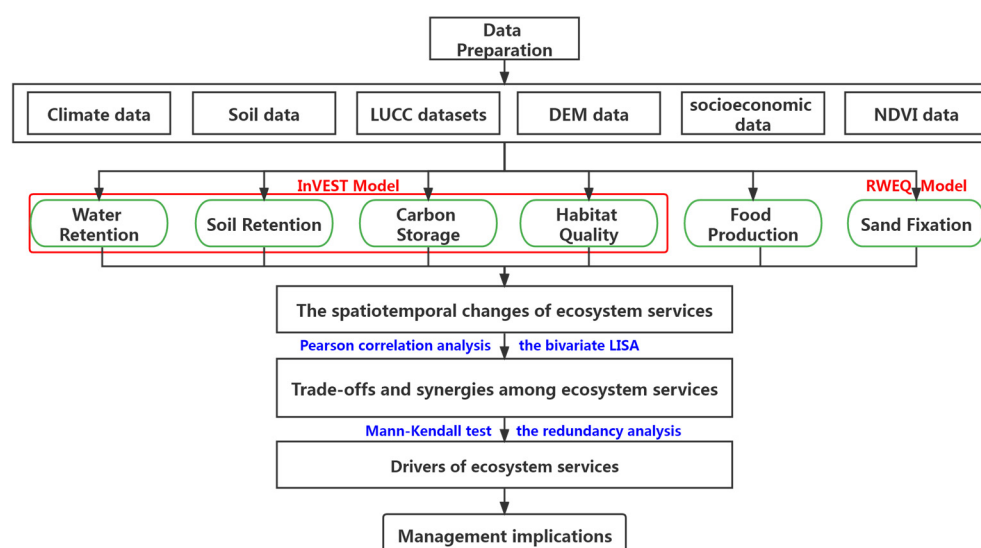 Data
Preparation
Climate data
Soil data
LUCC datasets
DEM data
socioeconomic
data
NDVI data
InVEST Model
RWEQ Model
Water
Retention
Soil Retention
Carbon
Storage
Habitat
Quality
Food
Production
Sand Fixation
The spatiotemporal changes of ecosystem services
Pearson correlation analysis the bivariate LISA
Trade-offs and synergies among ecosystem services
Mann-Kendall test the redundancy analysis
Drivers of ecosystem services
Management implications